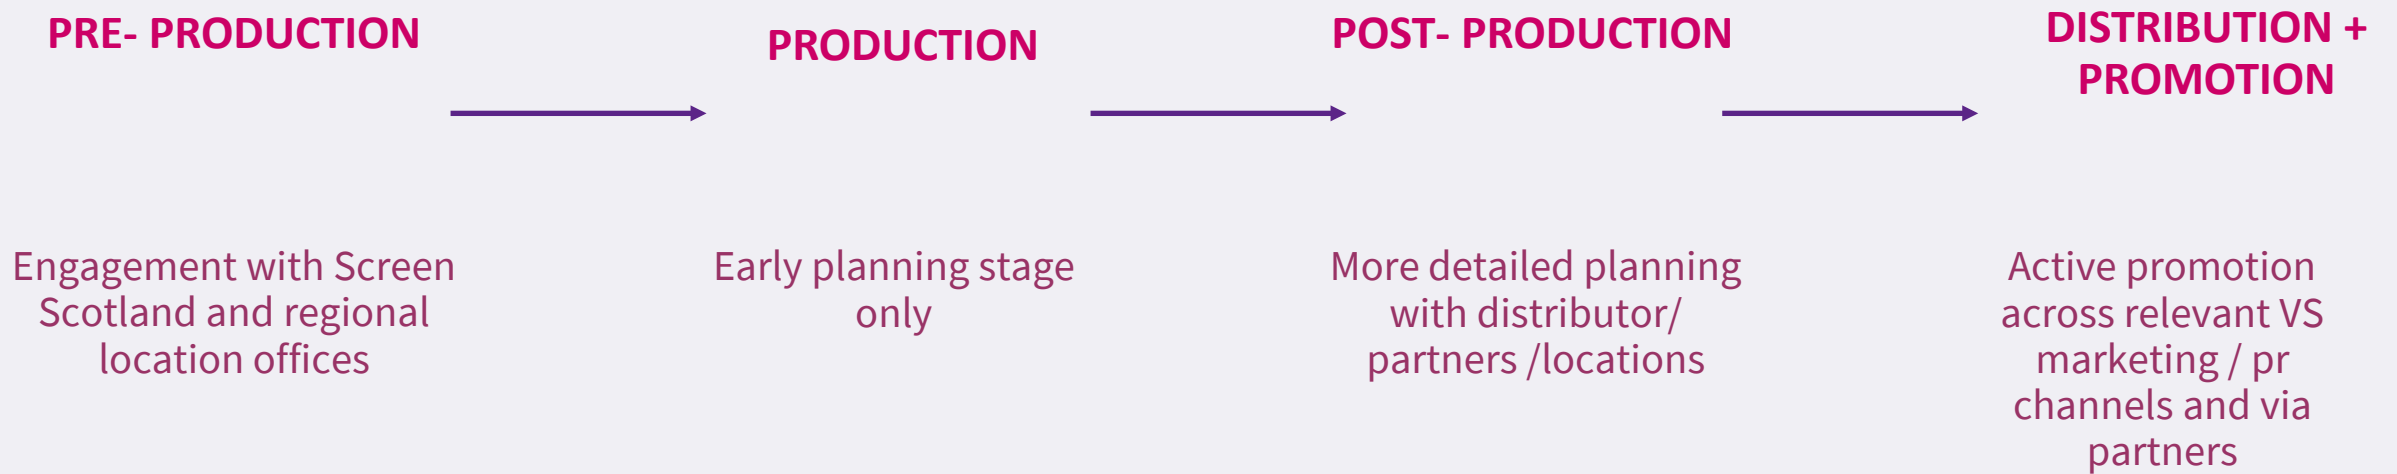 PRE- PRODUCTION
Engagement with Screen
Scotland and regional
location offices
PRODUCTION
Early planning stage
only
POST- PRODUCTION
More detailed planning
with distributor/
partners /locations
DISTRIBUTION +
PROMOTION
Active promotion
across relevant VS
marketing / pr
channels and via
partners